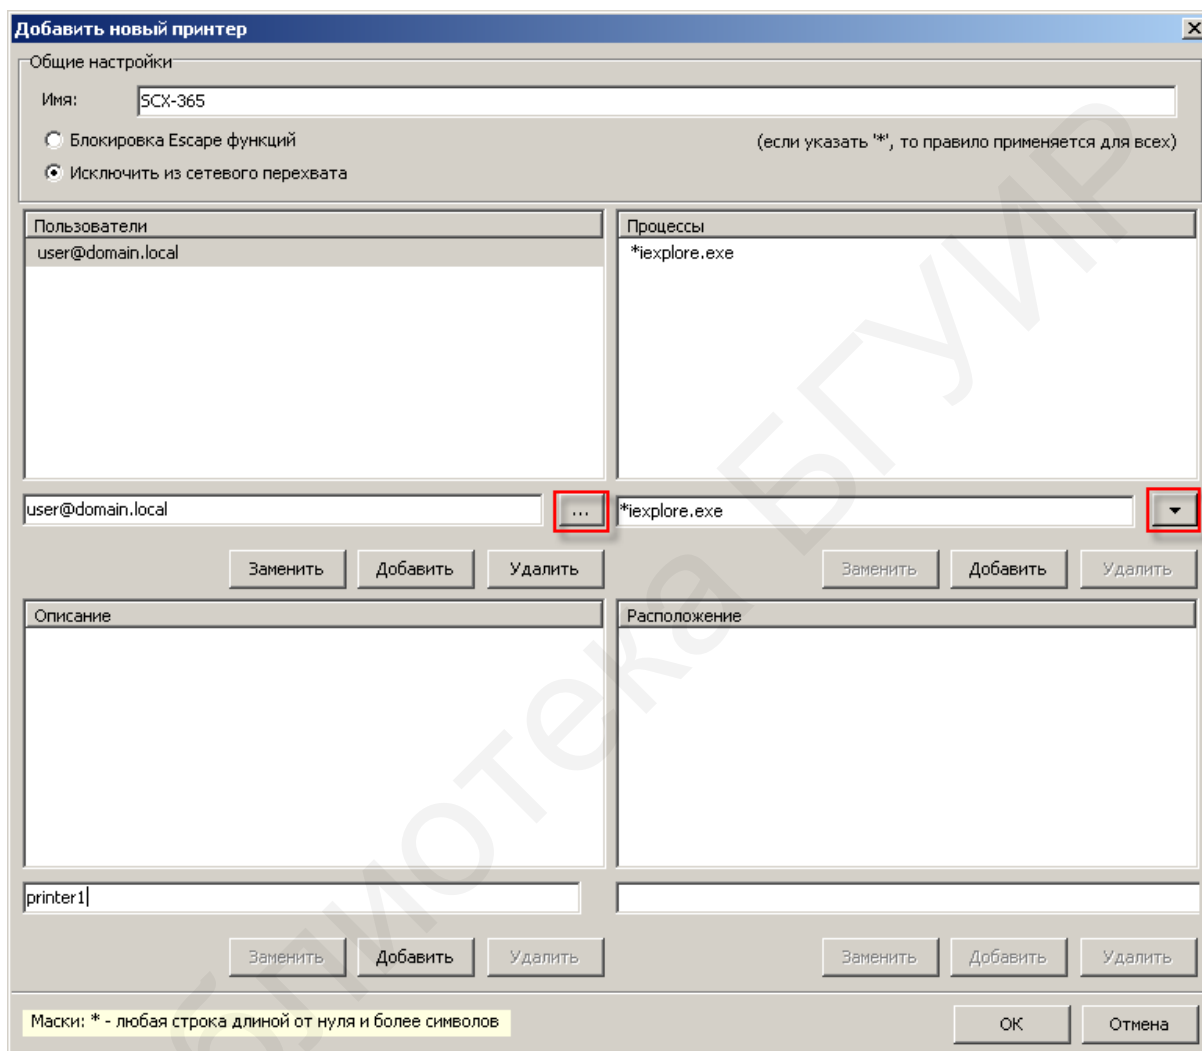 Добавить новый принтер
Общие настройки
Имя: SCX-365
Блокировка Escape функций (если указать '*', то правило применяется для всех)
Исключить из сетевого перехвата
Пользователи Процессы
user@domain.local *iexplore.exe
user@domain.local ... *iexplore.exe
Заменить Добавить Удалить Заменить Добавить Удалить
Описание Расположение
printer1
Заменить Добавить Удалить Заменить Добавить Удалить
Маски: * - любая строка длиной от нуля и более символов OK Отмена
блиотека БГУИР